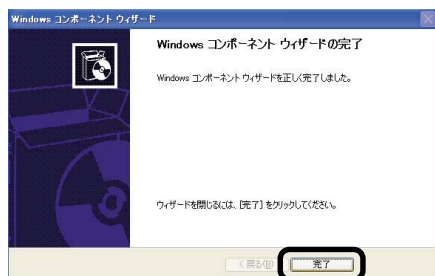 Windows コンポーネント ウィザード
Windows コンポーネント ウィザードの完了
Windows コンポーネント ウィザードを正しく完了しました。
ウィザードを閉じるには、[完了] をクリックしてください。
< 戻る(B)
完了